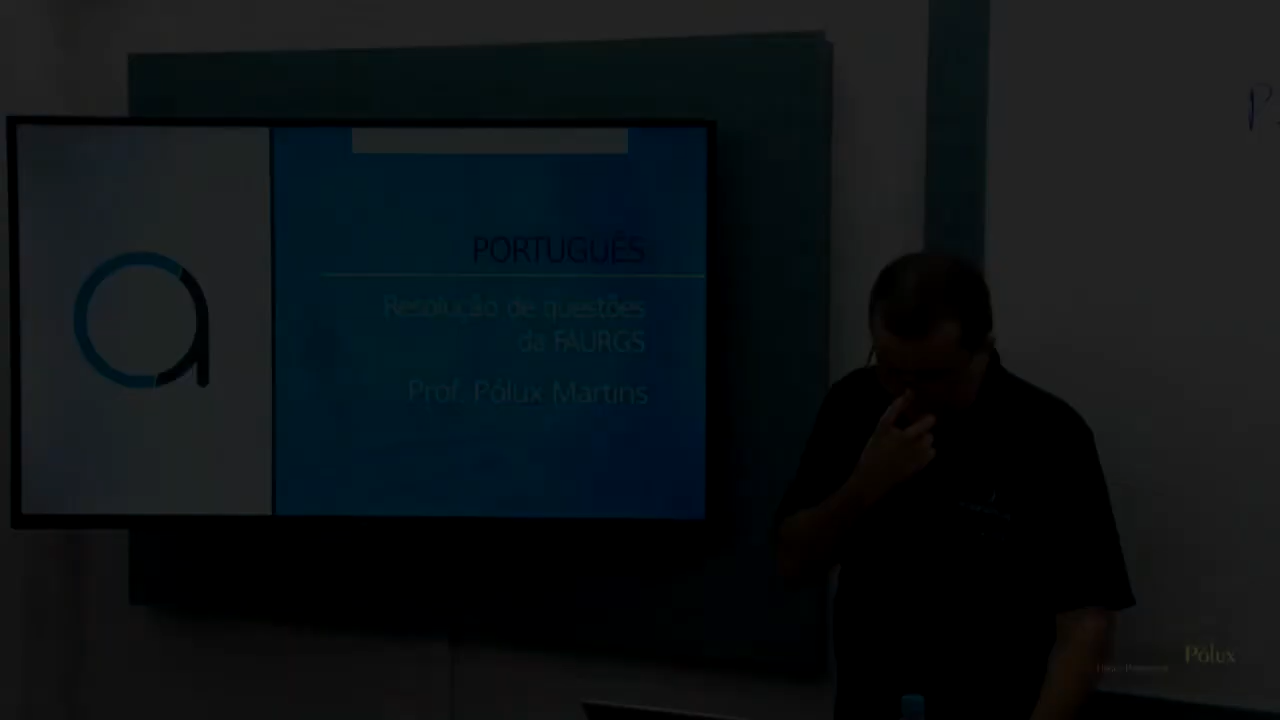 PORTUGUÊS
Resolução de questões
da FAURGS
Prof. Pólux Martins
Pólux